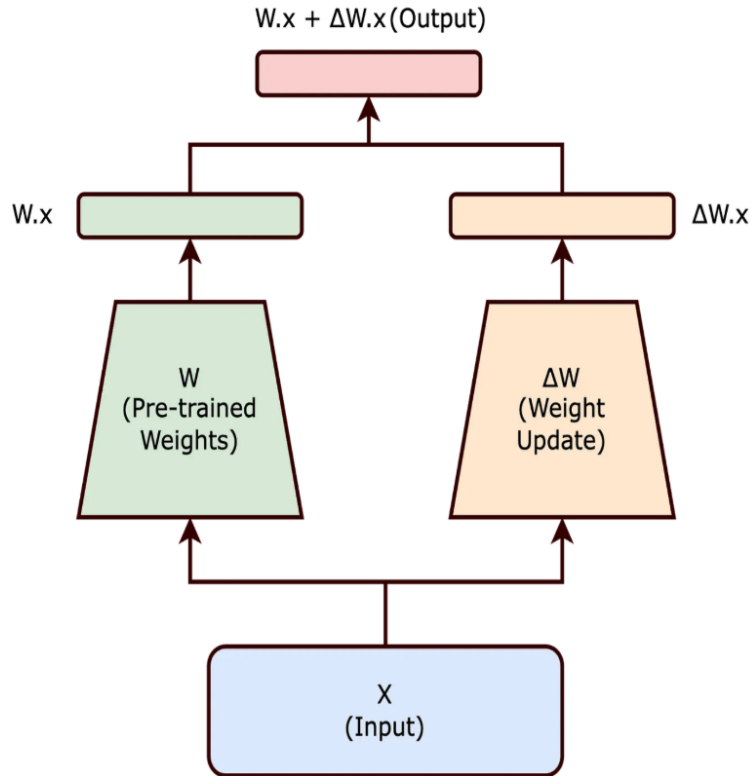 W.x + ΔW.x(Output)
W.x
ΔW.x
W
(Pre-trained
Weights)
ΔW
(Weight
Update)
X
(Input)